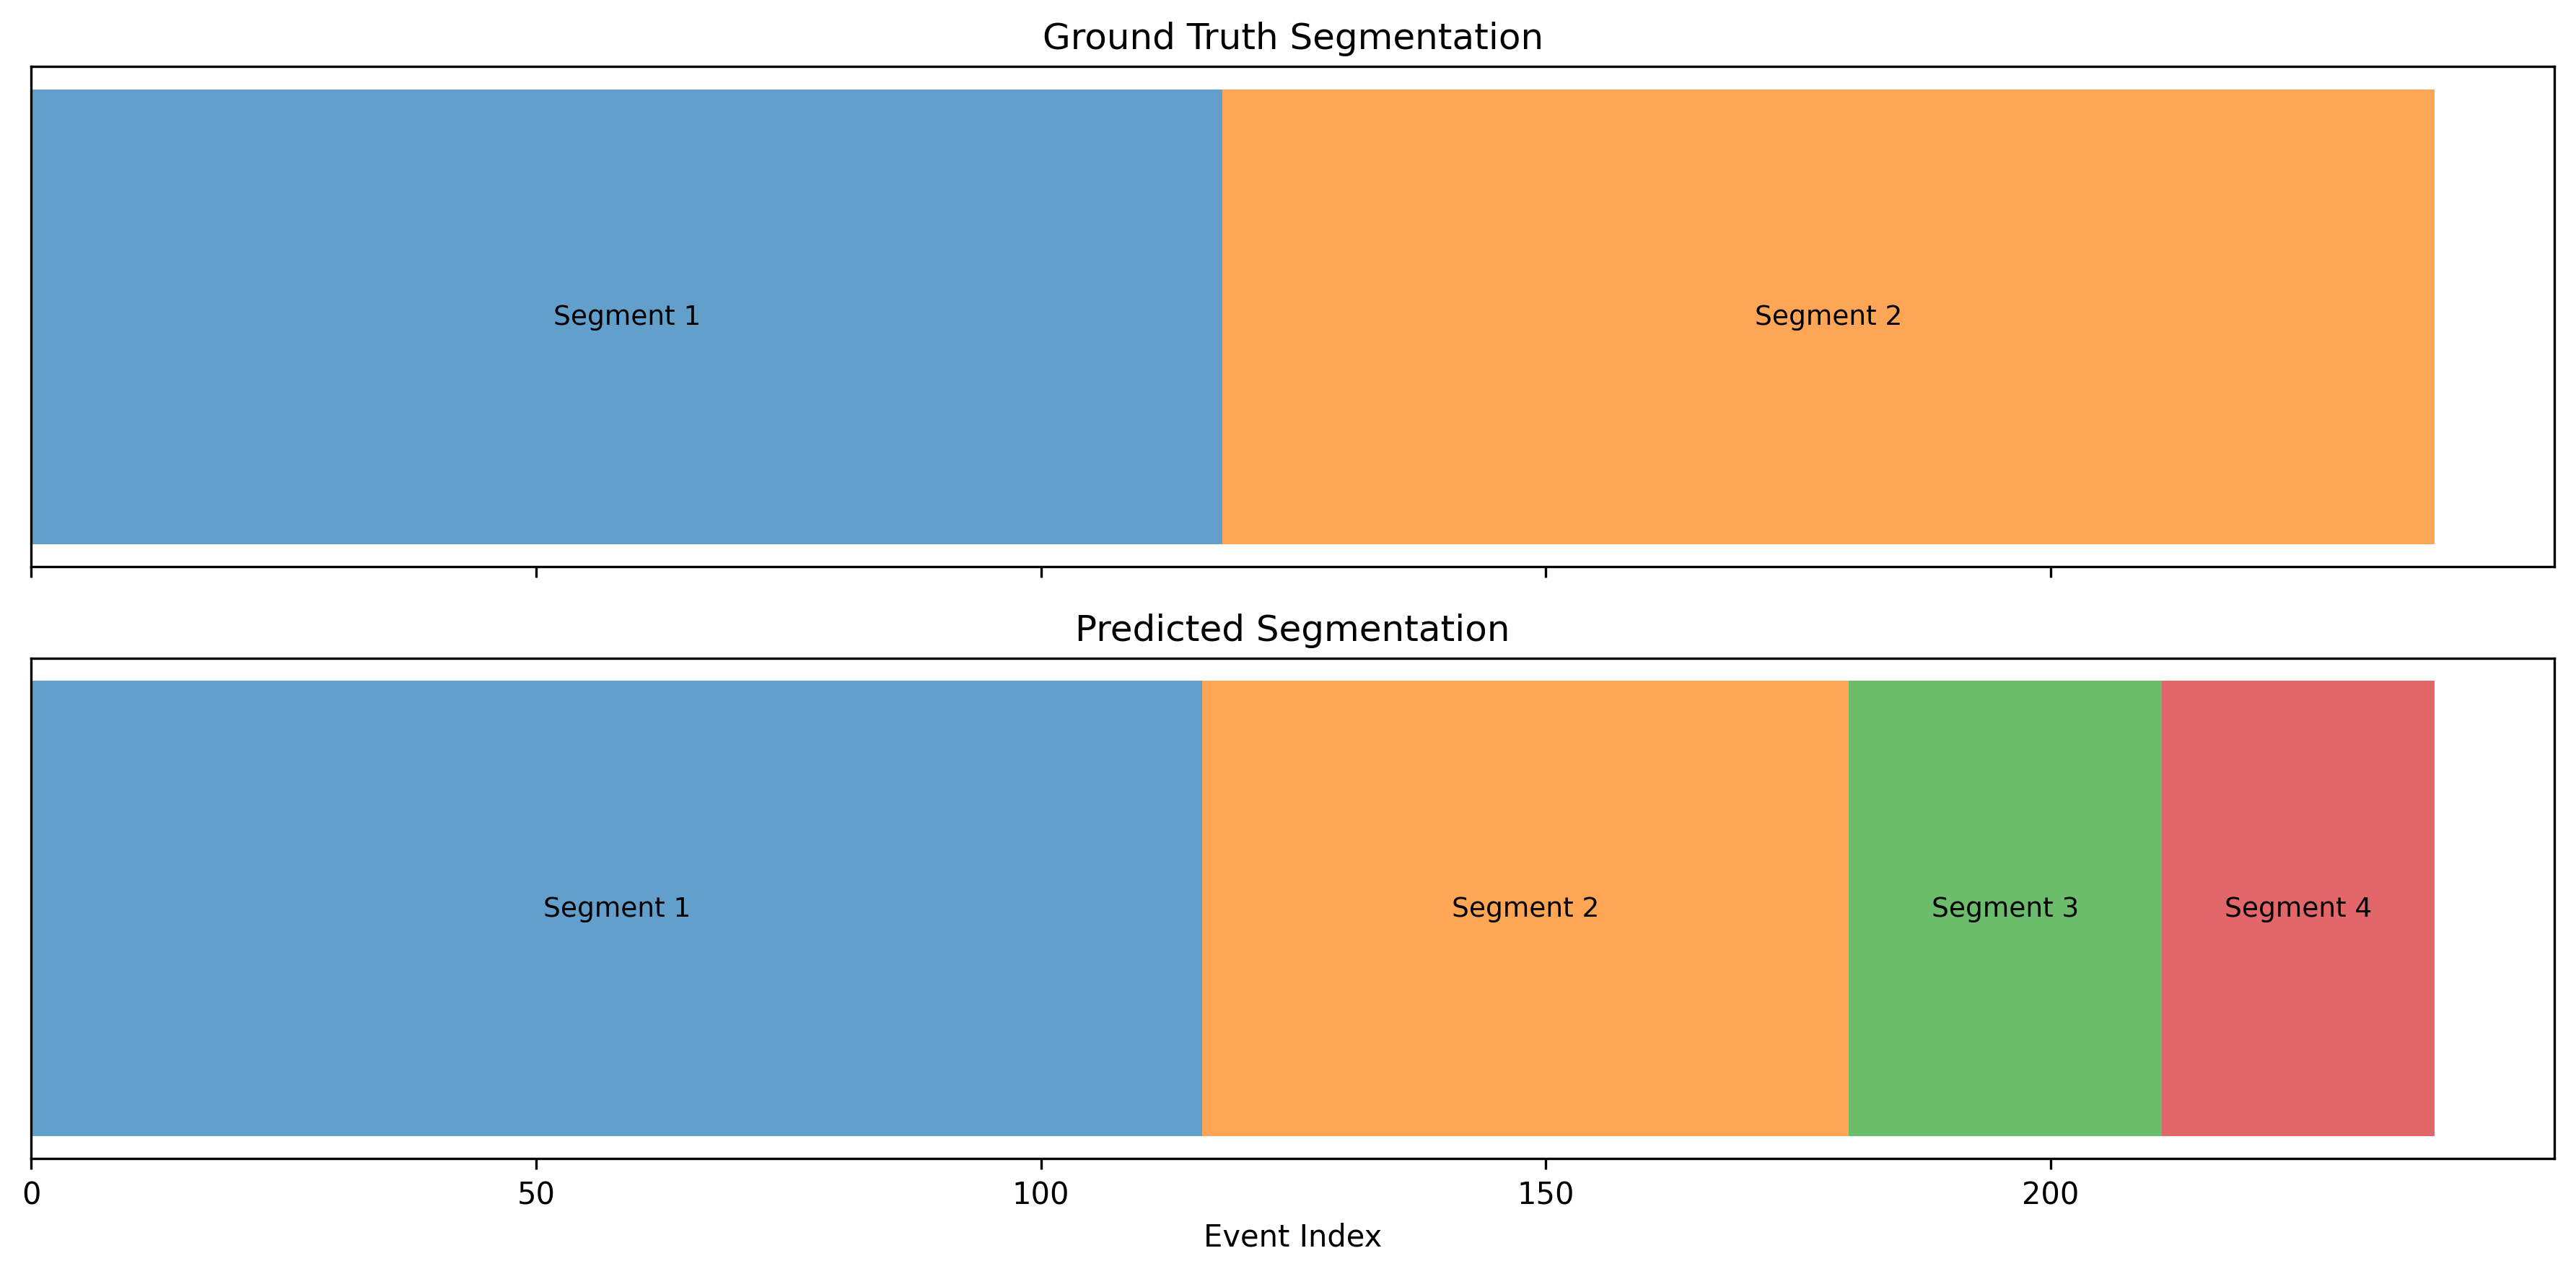 Ground Truth Segmentation
Segment 1 Segment 2
Predicted Segmentation
Segment 1 Segment 2 Segment 3 Segment 4
0 50 100 150 200
Event Index